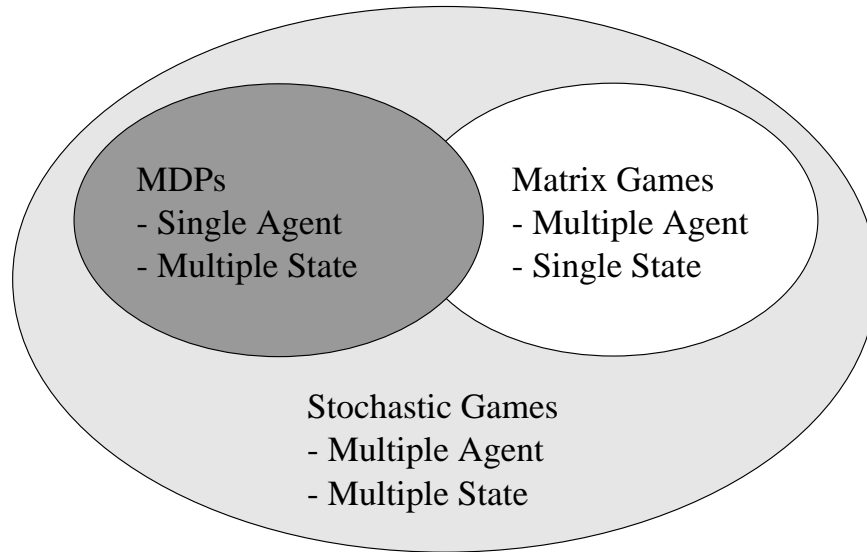 MDPs
- Single Agent
- Multiple State
Matrix Games
- Multiple Agent
- Single State
Stochastic Games
- Multiple Agent
- Multiple State